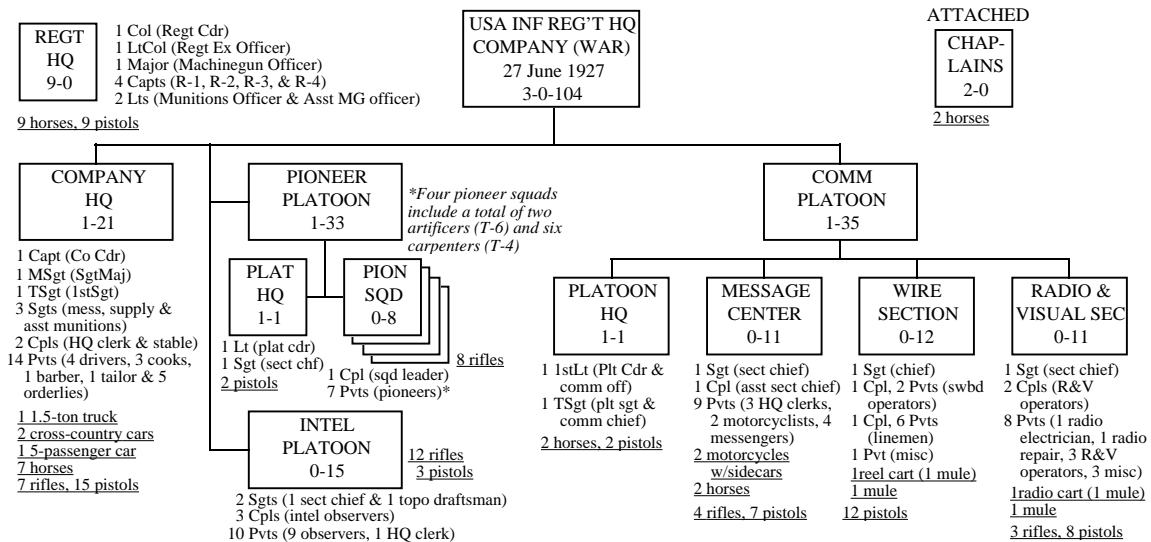 REGT
HQ
9-0
1 Col (Regt Cdr)
1 LtCol (Regt Ex Officer)
1 Major (Machinegun Officer)
4 Capts (R-1, R-2, R-3, & R-4)
2 Lts (Munitions Officer & Asst MG officer)
9 horses, 9 pistols
USA INF REG'T HQ
COMPANY (WAR)
27 June 1927
3-0-104
ATTACHED
CHAP-
LAINS
2-0
2 horses
COMPANY
HQ
1-21
1 Capt (Co Cdr)
1 MSgt (SgtMaj)
1 TSgt (1stSgt)
3 Sgts (mess, supply &
asst munitions)
2 Cpls (HQ clerk & stable)
14 Pvts (4 drivers, 3 cooks,
1 barber, 1 tailor & 5
orderlies)
1 1.5-ton truck
2 cross-country cars
1 5-passenger car
7 horses
7 rifles, 15 pistols
PIONEER
PLATOON
1-33
*Four pioneer squads
include a total of two
artificers (T-6) and six
carpenters (T-4)
PLAT
HQ
1-1
1 Lt (plat cdr)
1 Sgt (sect chf)
2 pistols
PION
SQD
0-8
8 rifles
1 Cpl (sqd leader)
7 Pvts (pioneers)*
INTEL
PLATOON
0-15
12 rifles
3 pistols
2 Sgts (1 sect chief & 1 topo draftsman)
3 Cpls (intel observers)
10 Pvts (9 observers, 1 HQ clerk)
COMM
PLATOON
1-35
PLATOON
HQ
1-1
1 1stLt (Plt Cdr &
comm off)
1 TSgt (plt sgt &
comm chief)
2 horses, 2 pistols
MESSAGE
CENTER
0-11
1 Sgt (sect chief)
1 Cpl (asst sect chief)
9 Pvts (3 HQ clerks,
2 motorcyclists, 4
messengers)
2 motorcycles
w/sidecars
2 horses
4 rifles, 7 pistols
WIRE
SECTION
0-12
1 Sgt (chief)
1 Cpl, 2 Pvts (swbd
operators)
1 Cpl, 6 Pvts
(linemen)
1 Pvt (misc)
1reel cart (1 mule)
1 mule
12 pistols
RADIO &
VISUAL SEC
0-11
1 Sgt (sect chief)
2 Cpls (R&V
operators)
8 Pvts (1 radio
electrician, 1 radio
repair, 3 R&V
operators, 3 misc)
1radio cart (1 mule)
1 mule
3 rifles, 8 pistols